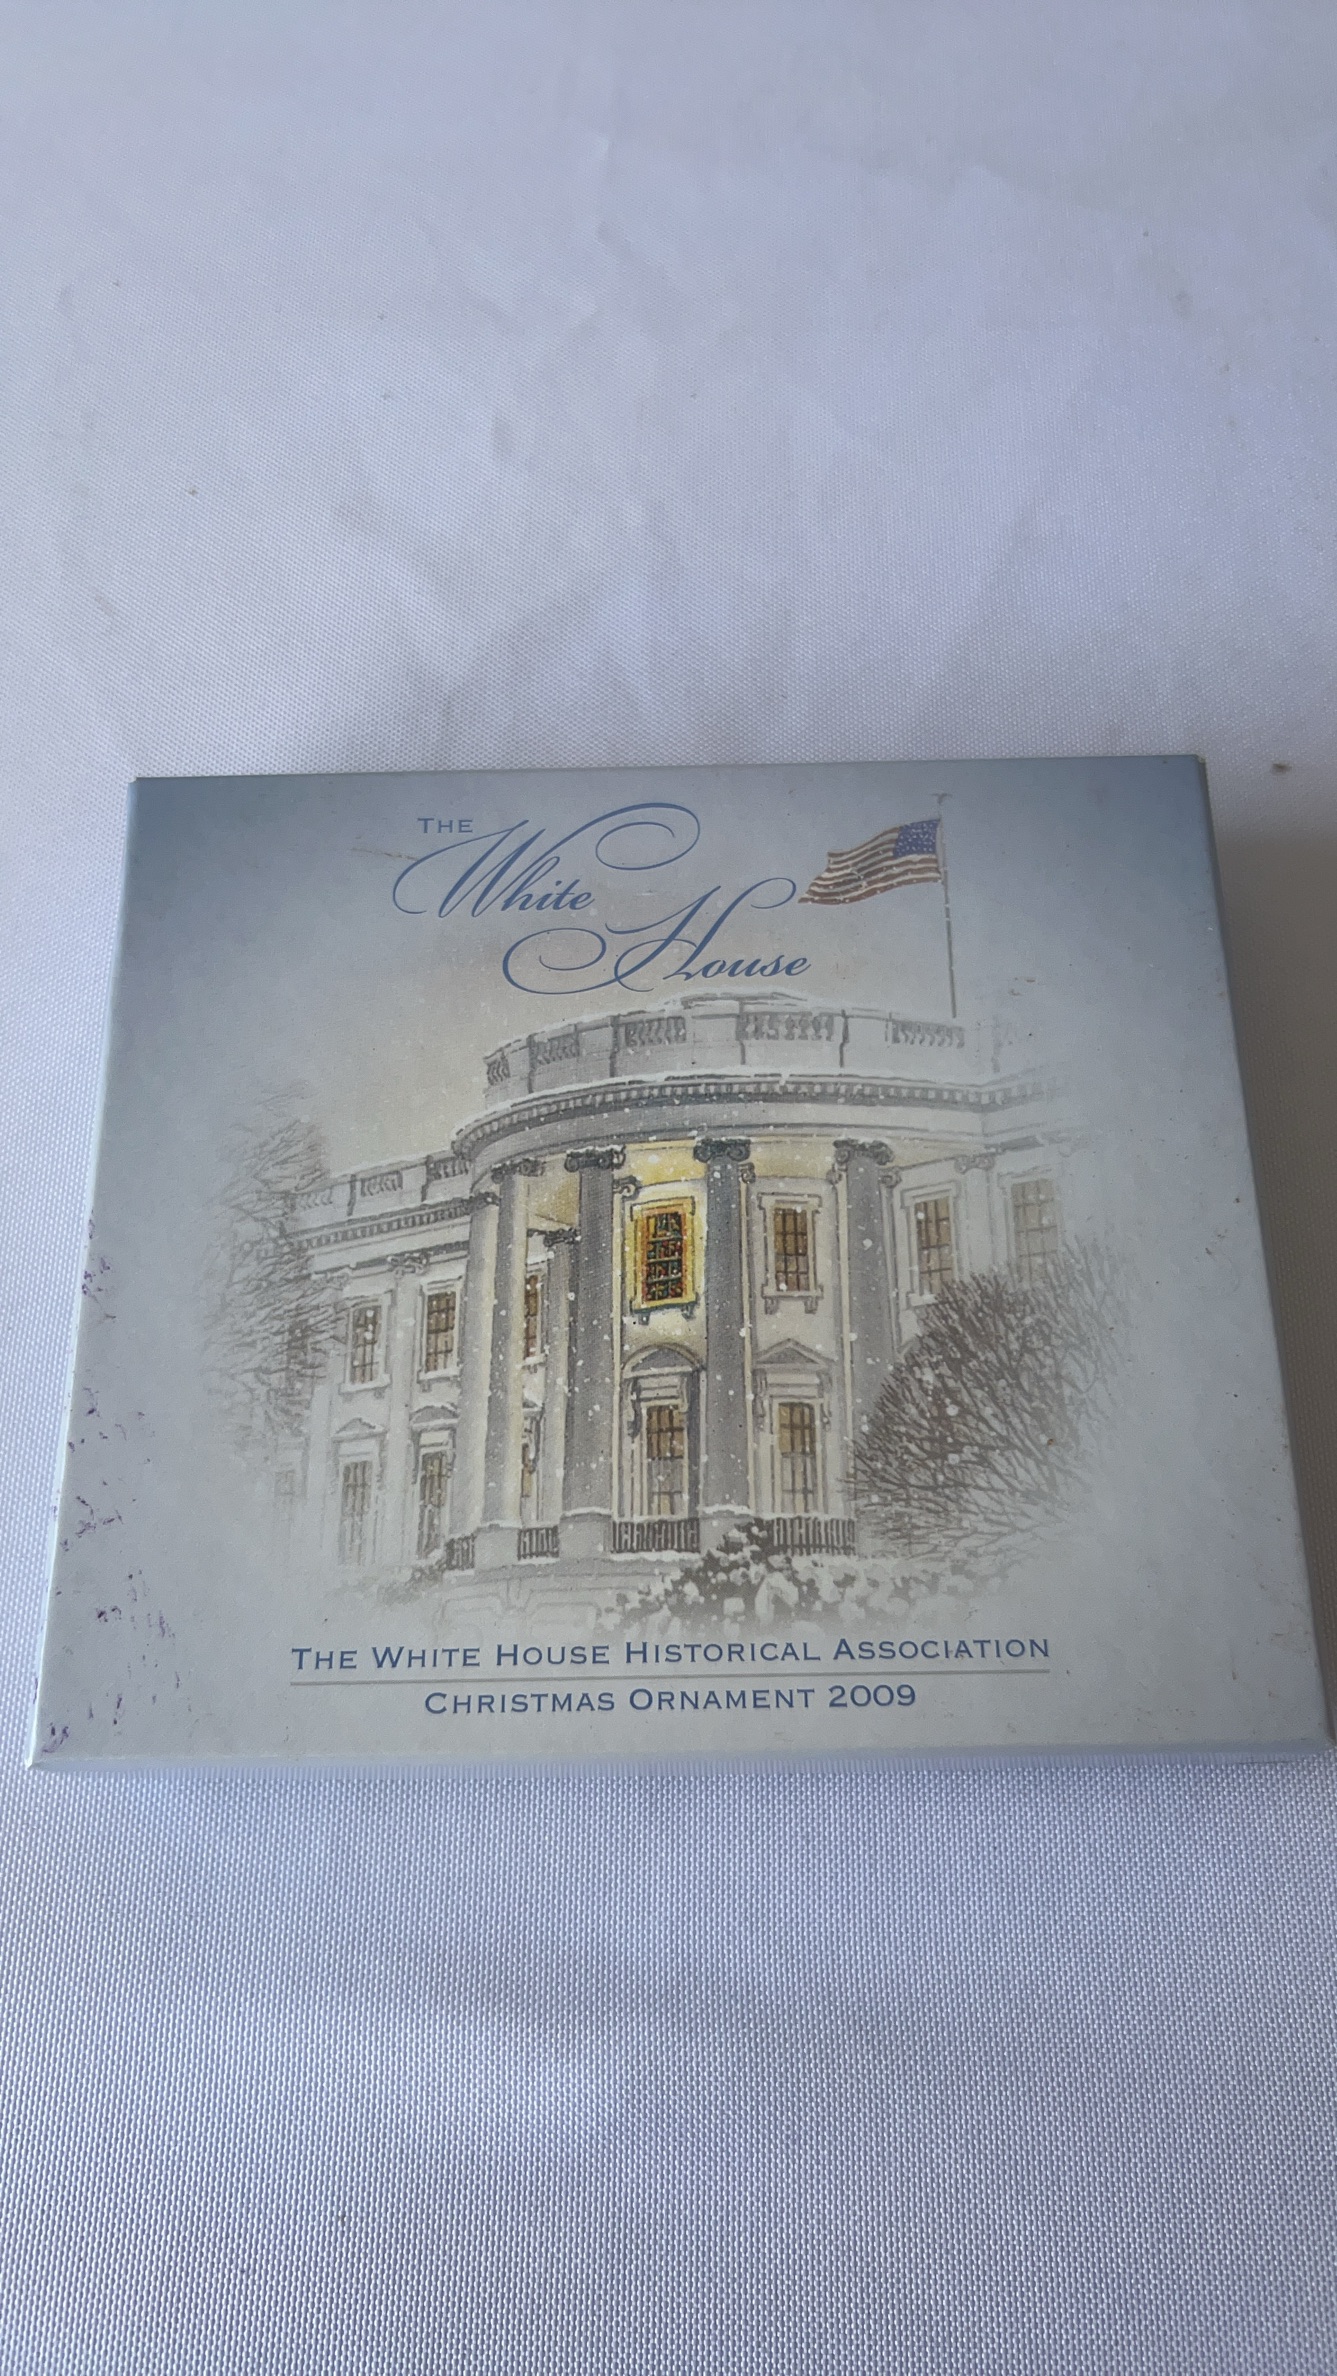 THE
White
House
THE WHITE HOUSE HISTORICAL ASSOCIATION
CHRISTMAS ORNAMENT 2009